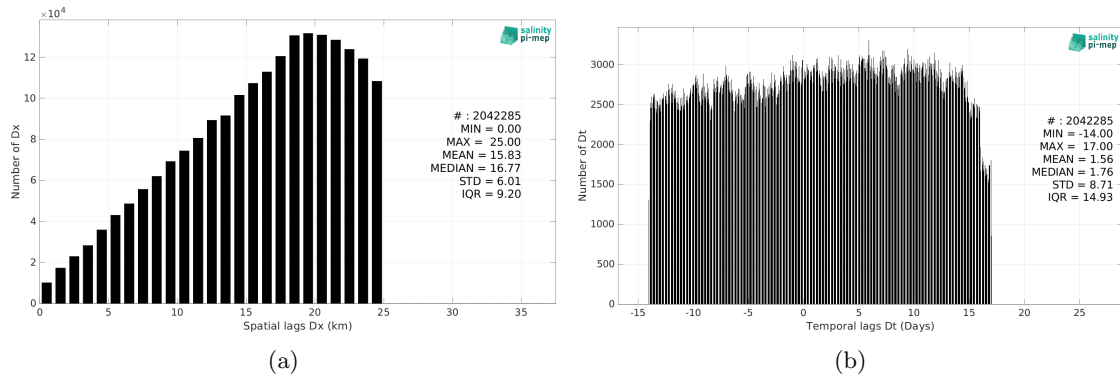 ×10⁴
salinity
pi-mep
12
10
8
6
4
2
0
Number of Dx
# : 2042285
MIN = 0.00
MAX = 25.00
MEAN = 15.83
MEDIAN = 16.77
STD = 6.01
IQR = 9.20
0 5 10 15 20 25 30 35
Spatial lags Dx (km)
(a)
salinity
pi-mep
3000
2500
2000
1500
1000
500
0
Number of Dt
# : 2042285
MIN = -14.00
MAX = 17.00
MEAN = 1.56
MEDIAN = 1.76
STD = 8.71
IQR = 14.93
-15 -10 -5 0 5 10 15 20 25
Temporal lags Dt (Days)
(b)